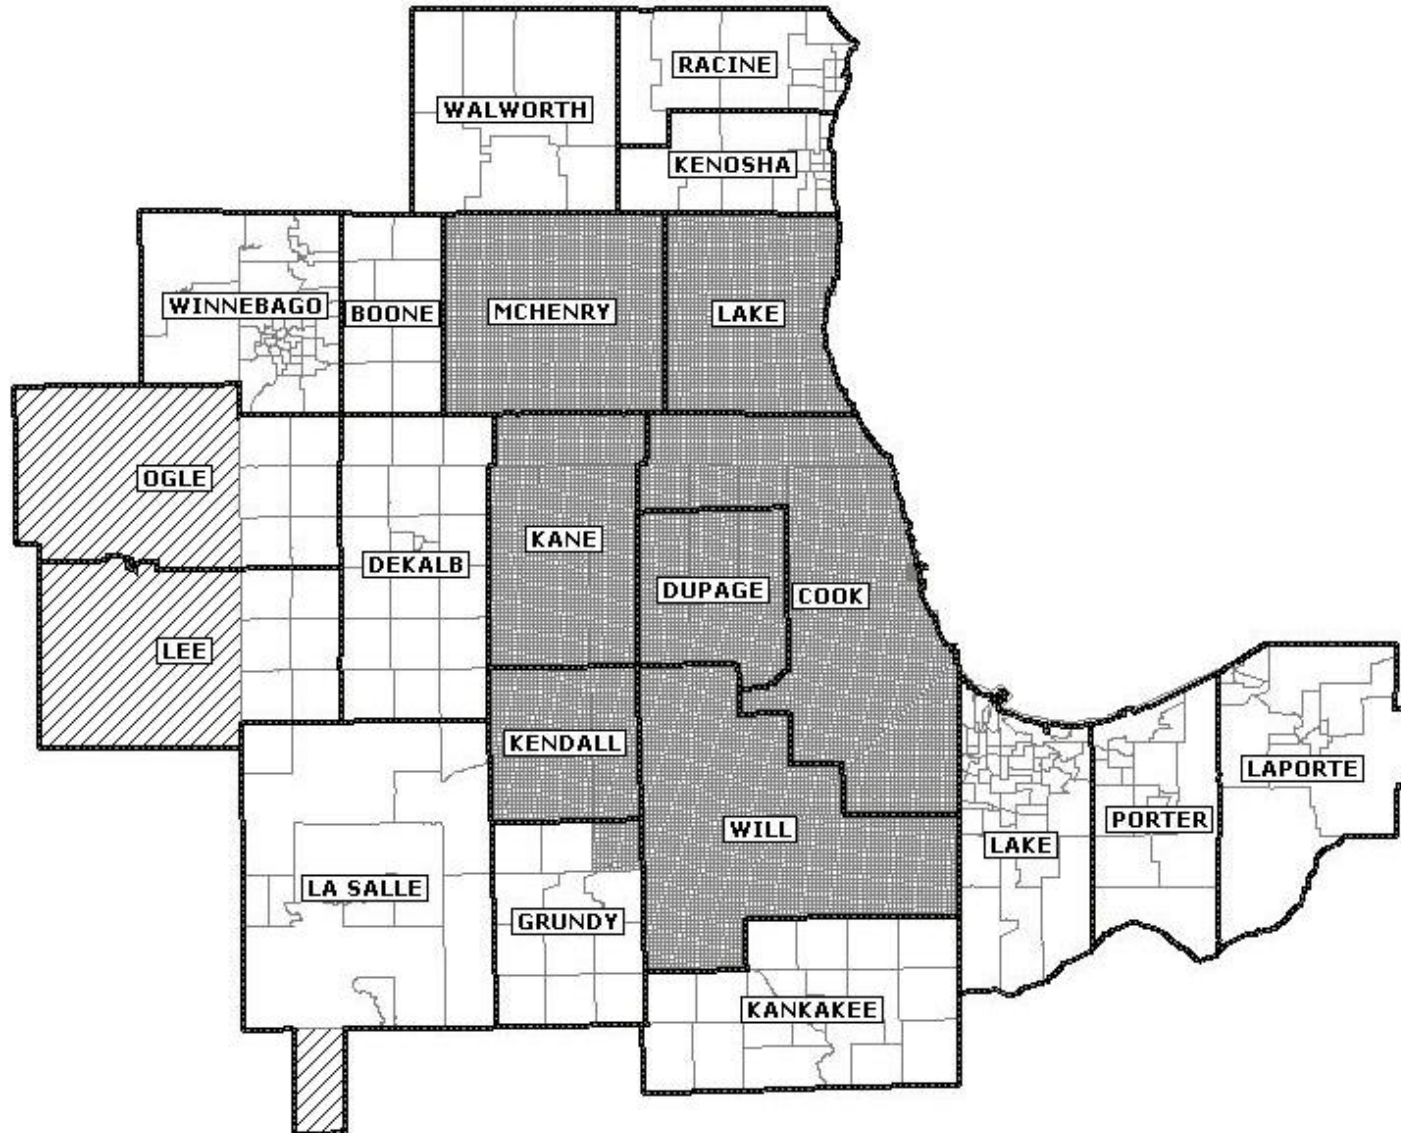 RACINE
WALWORTH
KENOSHA
WINNEBAGO
BOONE
MCHENRY
LAKE
OGLE
KANE
DEKALB
DUPAGE
COOK
LEE
KENDALL
LAPORTE
PORTER
WILL
LAKE
LA SALLE
GRUNDY
KANKAKEE